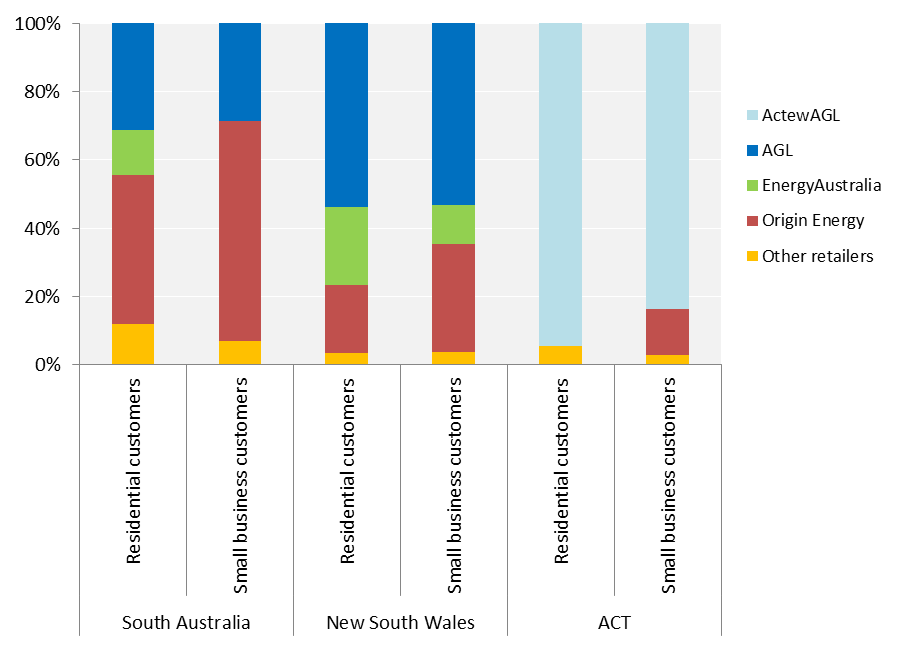 100%
80%
60%
40%
20%
0%
ActewAGL
AGL
EnergyAustralia
Origin Energy
Other retailers
Residential customers
Small business customers
Residential customers
Small business customers
Residential customers
Small business customers
South Australia
New South Wales
ACT